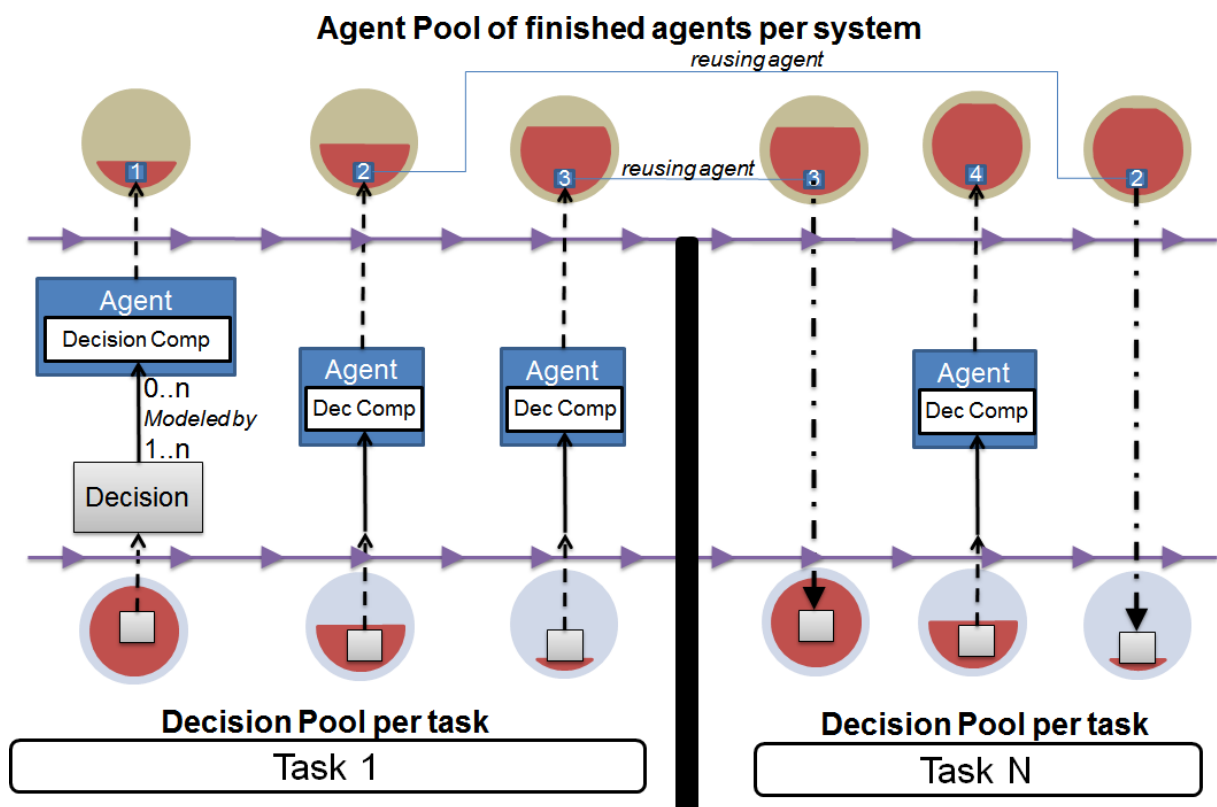 Agent Pool of finished agents per system
reusing agent
1
2
3
reusing agent
3
4
2
Agent
Decision Comp
0..n
Modeled by
1..n
Decision
Agent
Dec Comp
Agent
Dec Comp
Agent
Dec Comp
Decision Pool per task
Task 1
Decision Pool per task
Task N